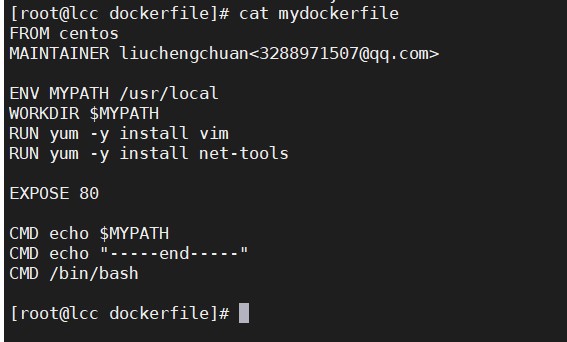 [root@lcc dockerfile]# cat mydockerfile
FROM centos
MAINTAINER liuchengchuan<3288971507@qq.com>
ENV MYPATH /usr/local
WORKDIR $MYPATH
RUN yum -y install vim
RUN yum -y install net-tools
EXPOSE 80
CMD echo $MYPATH
CMD echo "-----end-----"
CMD /bin/bash
[root@lcc dockerfile]#